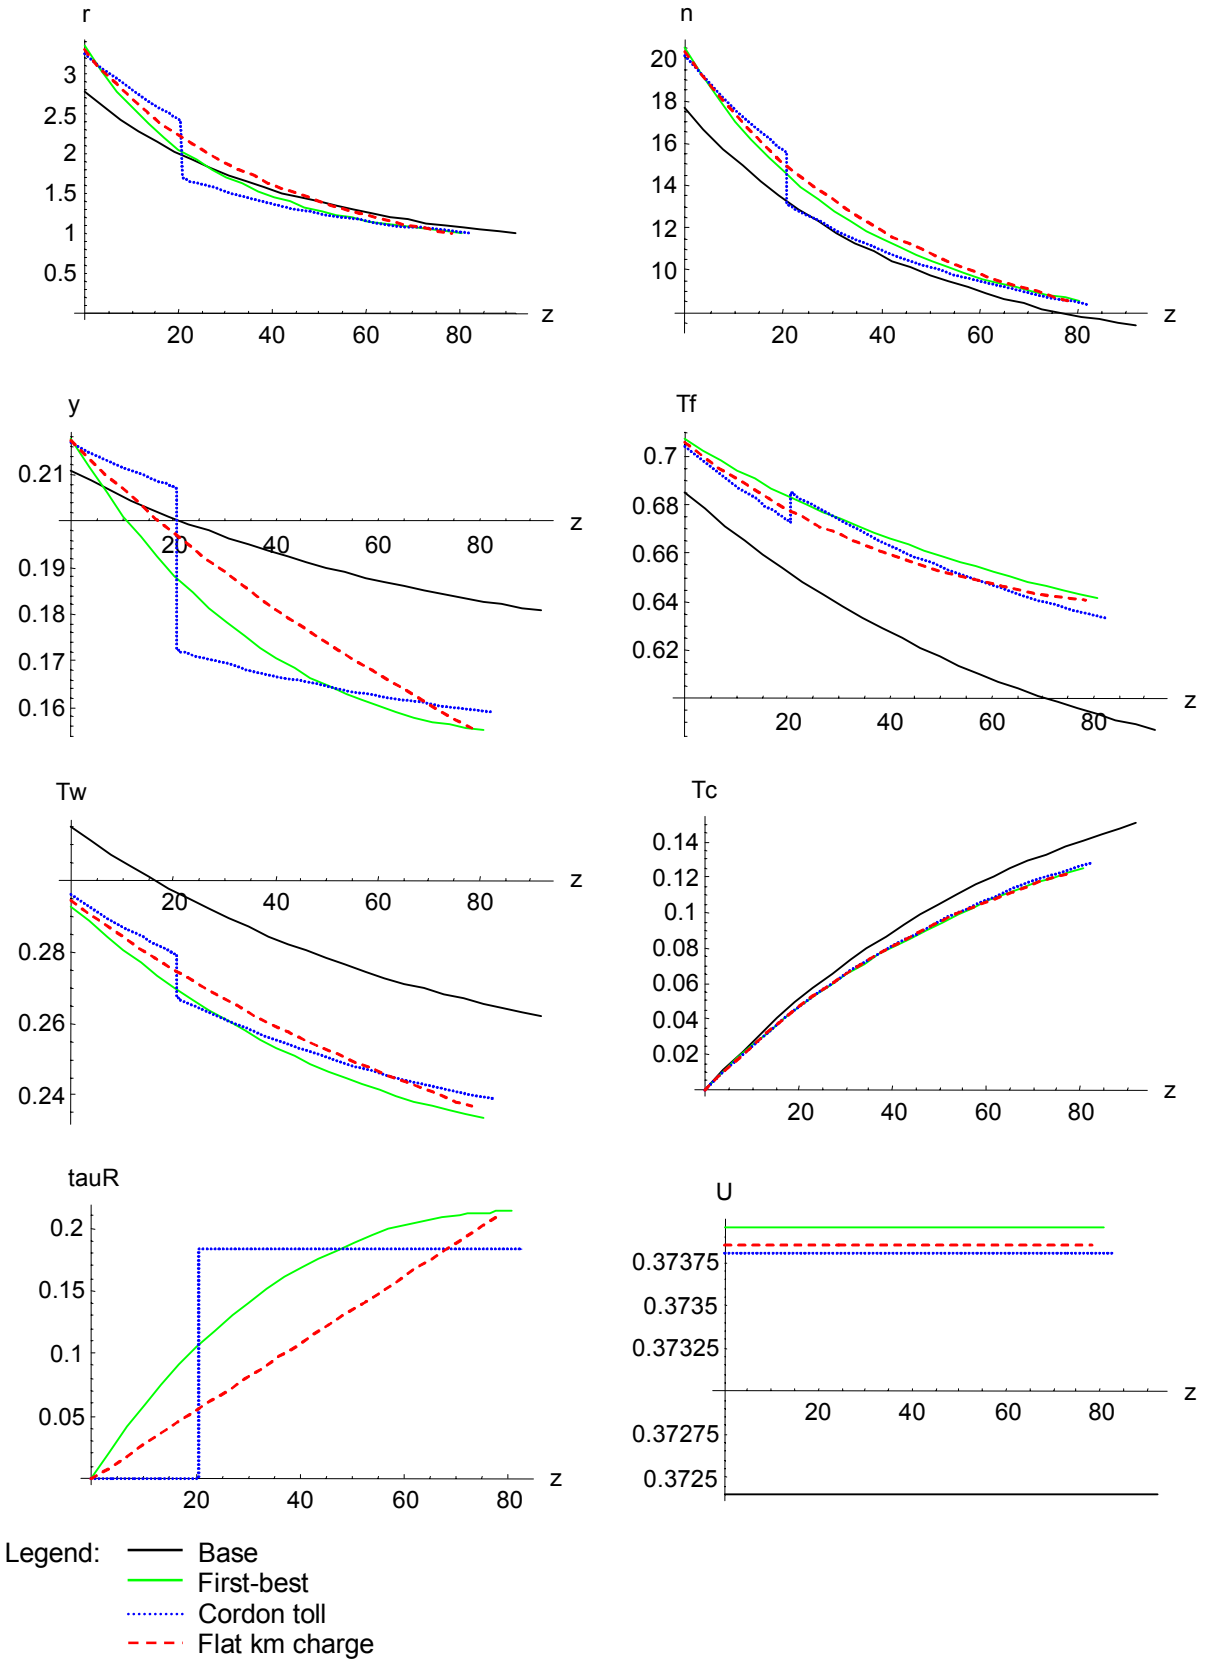 r
3
2.5
2
1.5
1
0.5
20 40 60 80
z
n
20
18
16
14
12
10
20 40 60 80
z
y
0.21
0.19
0.18
0.17
0.16
20 40 60 80
z
Tf
0.7
0.68
0.66
0.64
0.62
20 40 60 80
z
Tw
0.28
0.26
0.24
20 40 60 80
z
Tc
0.14
0.12
0.1
0.08
0.06
0.04
0.02
20 40 60 80
z
tauR
0.2
0.15
0.1
0.05
20 40 60 80
z
U
0.37375
0.3735
0.37325
0.37275
0.3725
20 40 60 80
z
Legend: Base
First-best
Cordon toll
Flat km charge